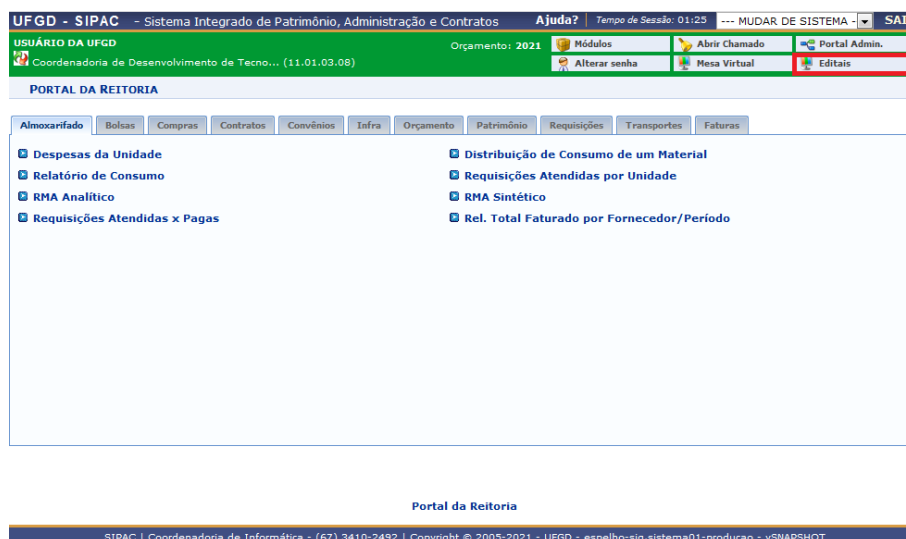 UFGD - SIPAC - Sistema Integrado de Patrimônio, Administração e Contratos Ajuda? Tempo de Sessão: 01:25 --- MUDAR DE SISTEMA - SAI
USUÁRIO DA UFGD Orçamento: 2021 Módulos Abrir Chamado Portal Admin.
Coordenadoria de Desenvolvimento de Tecno... (11.01.03.08) Alterar senha Mesa Virtual Editais
PORTAL DA REITORIA
Almoxarifado Bolsas Compras Contratos Convênios Infra Orçamento Patrimônio Requisições Transportes Faturas
Despesas da Unidade Distribuição de Consumo de um Material
Relatório de Consumo Requisições Atendidas por Unidade
RMA Analítico RMA Sintético
Requisições Atendidas x Pagas Rel. Total Faturado por Fornecedor/Período
Portal da Reitoria
SIPAC | Coordenadoria de Informática - (67) 3410-2492 | Copyright © 2005-2021 - UFGD - espelho-sig.sistema01-producao - vSNAPSHOT